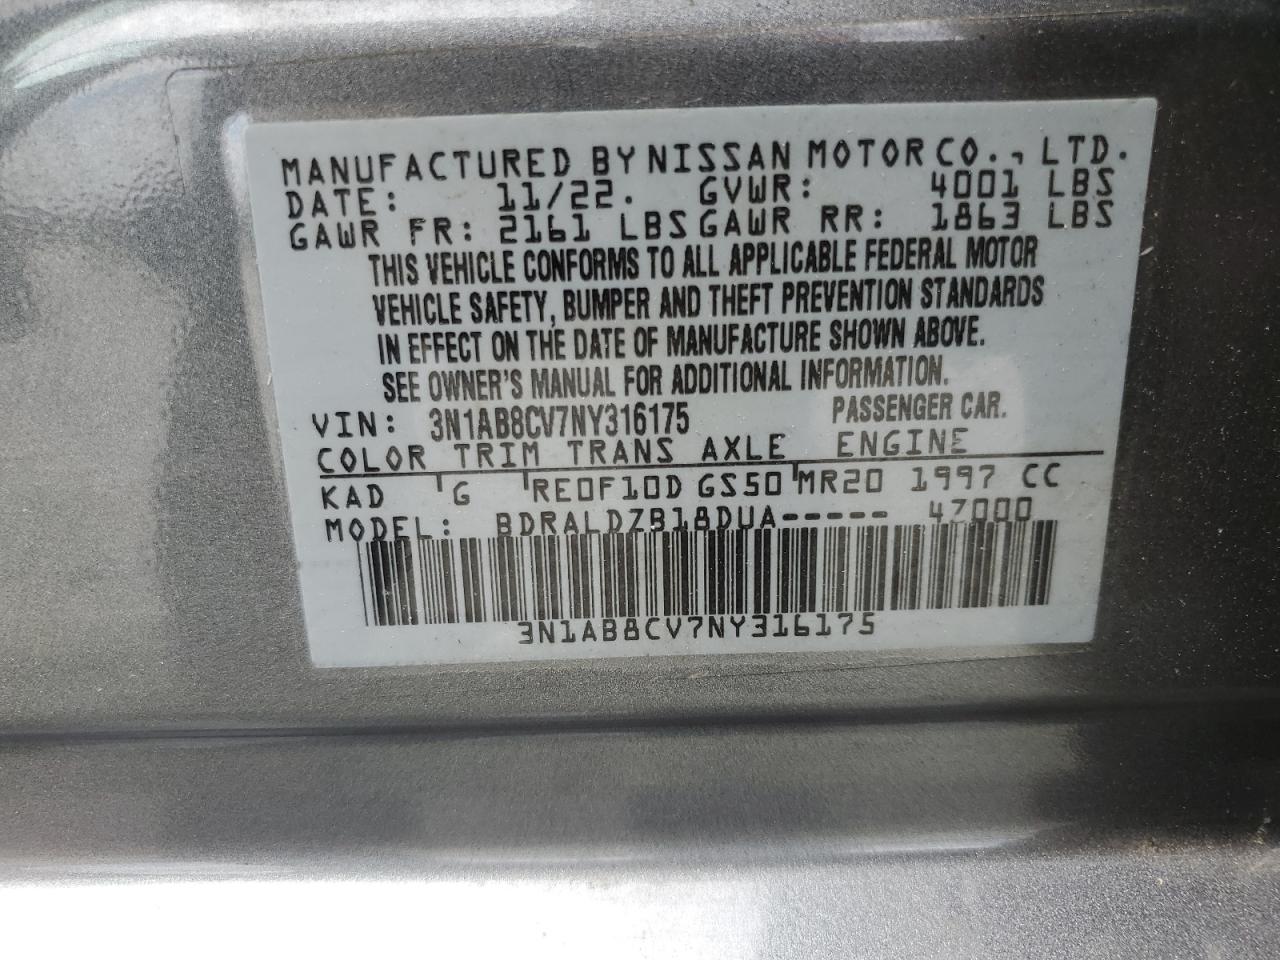 MANUFACTURED BY NISSAN MOTOR CO., LTD.
DATE: 11/22. GVWR: 4001 LBS
GAWR FR: 2161 LBS GAWR RR: 1863 LBS
THIS VEHICLE CONFORMS TO ALL APPLICABLE FEDERAL MOTOR
VEHICLE SAFETY, BUMPER AND THEFT PREVENTION STANDARDS
IN EFFECT ON THE DATE OF MANUFACTURE SHOWN ABOVE.
SEE OWNER'S MANUAL FOR ADDITIONAL INFORMATION.
VIN: 3N1AB8CV7NY316175 PASSENGER CAR.
COLOR TRIM TRANS AXLE ENGINE
KAD G RE0F10D GS50 MR20 1997 CC
MODEL: BDRALDZB18DUA----- 47000
3N1AB8CV7NY316175